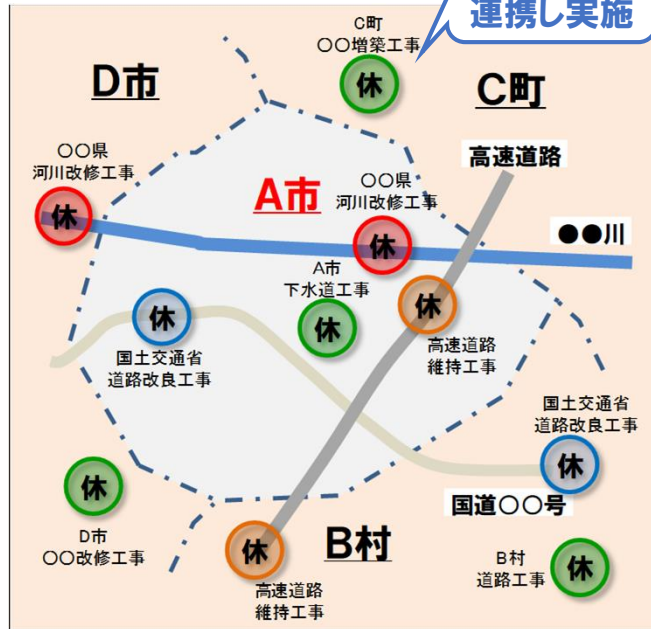 連携し実施
C町
〇〇増築工事
休
D市
C町
高速道路
〇〇県
河川改修工事
休
A市
〇〇県
河川改修工事
休
●●川
A市
下水道工事
休
休
高速道路
維持工事
休
国土交通省
道路改良工事
国土交通省
道路改良工事
休
国道〇〇号
休
D市
〇〇改修工事
休
高速道路
維持工事
B村
B村
道路工事
休